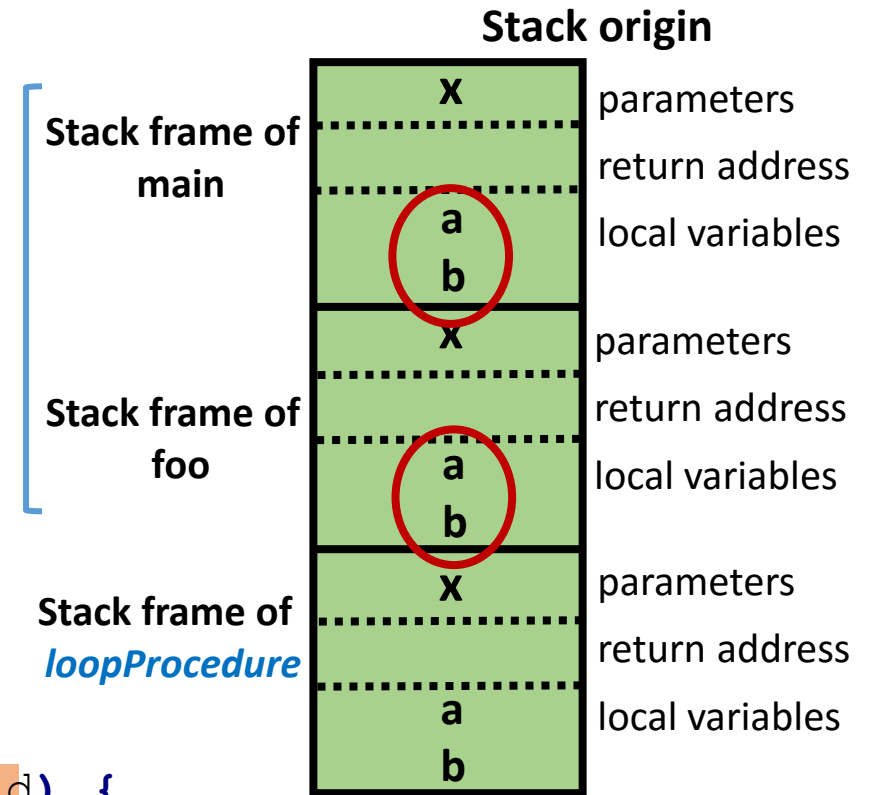 Stack origin
x
parameters
Stack frame of
main
return address
a
local variables
b
x
parameters
Stack frame of
foo
return address
a
local variables
b
x
parameters
Stack frame of
loopProcedure
return address
a
local variables
b
d) {